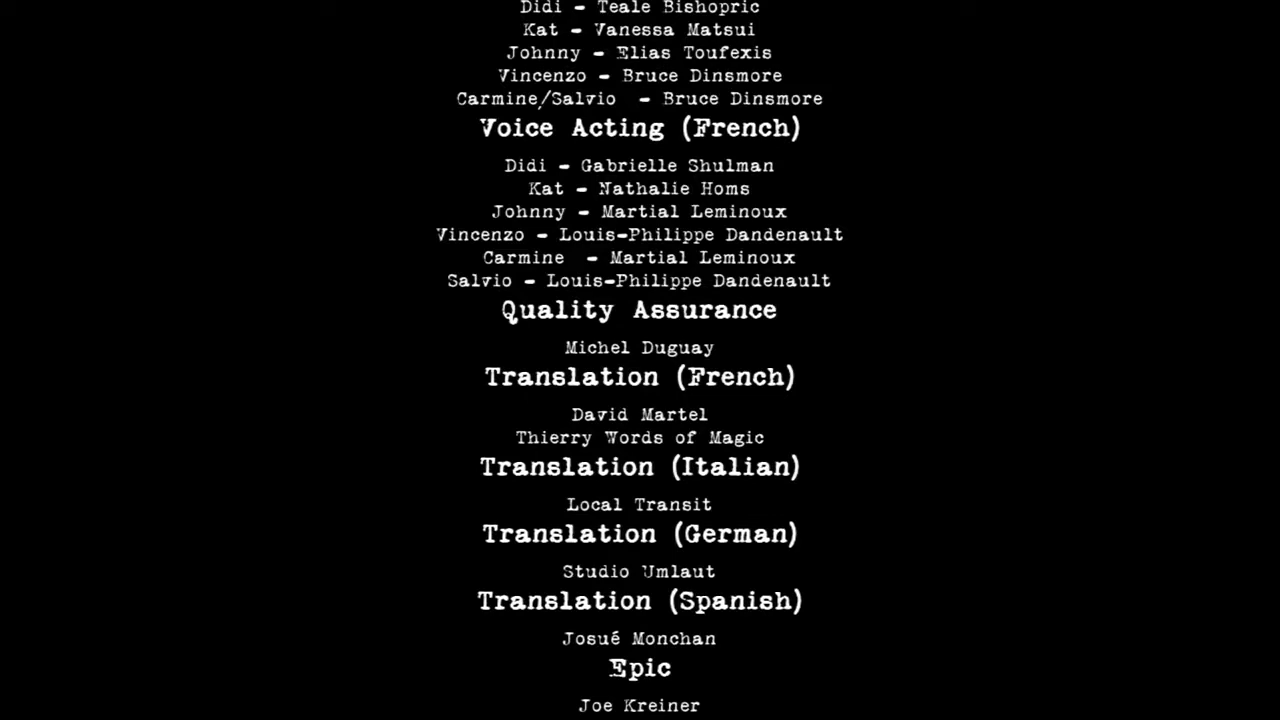 Didi - Teale Bishopric
Kat - Vanessa Matsui
Johnny - Elias Toufexis
Vincenzo - Bruce Dinsmore
Carmine/Salvio - Bruce Dinsmore
Voice Acting (French)
Didi - Gabrielle Shulman
Kat - Nathalie Homs
Johnny - Martial Leminoux
Vincenzo - Louis-Philippe Dandenault
Carmine - Martial Leminoux
Salvio - Louis-Philippe Dandenault
Quality Assurance
Michel Duguay
Translation (French)
David Martel
Thierry Words of Magic
Translation (Italian)
Local Transit
Translation (German)
Studio Umlaut
Translation (Spanish)
Josué Monchan
Epic
Joe Kreiner